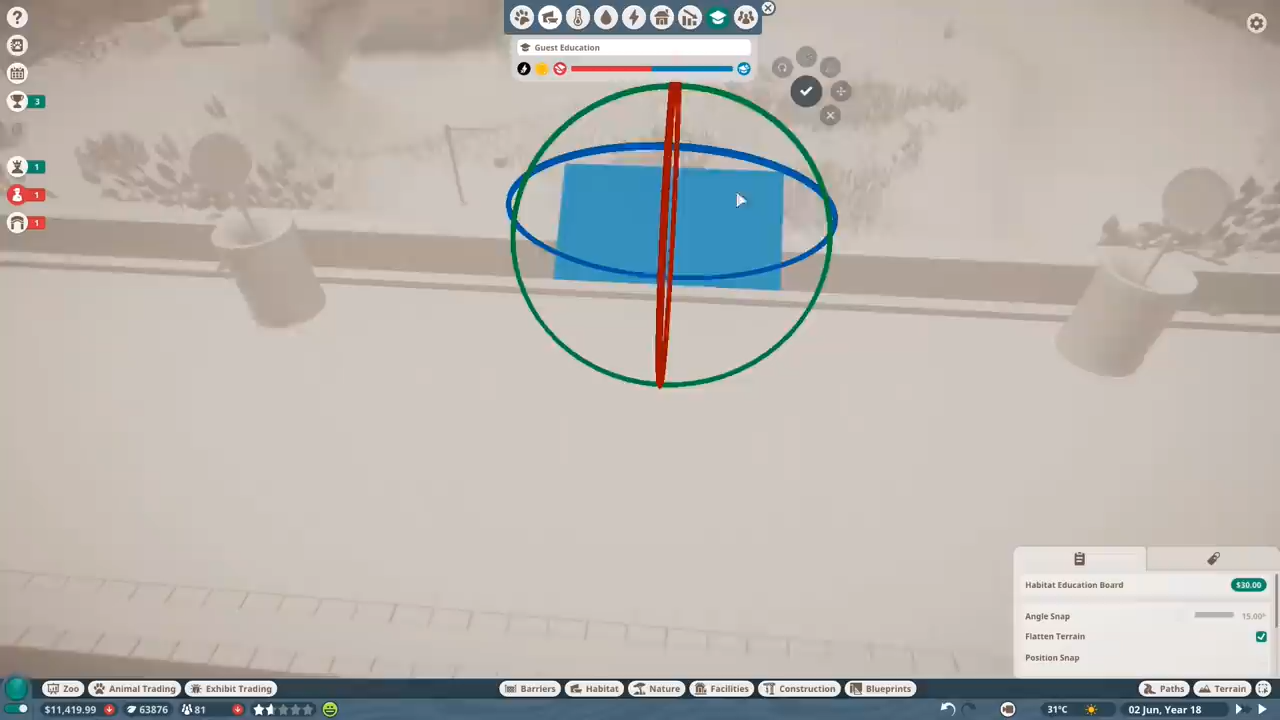 Guest Education
3
1
1
1
Habitat Education Board
$30.00
Angle Snap
15.00°
Flatten Terrain
Position Snap
Zoo
Animal Trading
Exhibit Trading
Barriers
Habitat
Nature
Facilities
Construction
Blueprints
Paths
Terrain
$11,419.99
63876
81
31°C
02 Jun, Year 18